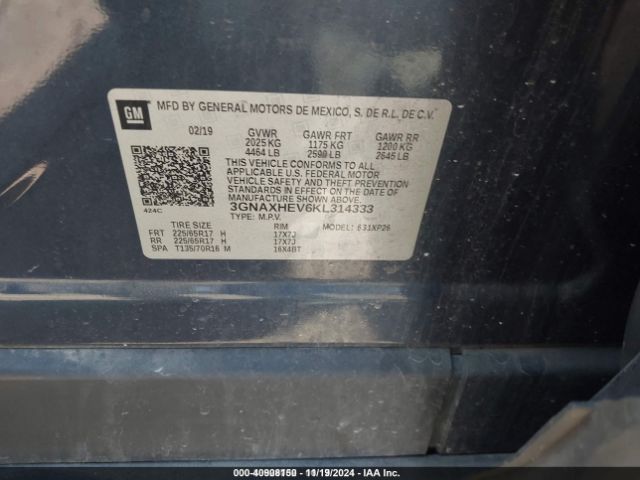 GM
MFD BY GENERAL MOTORS DE MEXICO, S. DE R.L. DE C.V.
02/19 GVWR GAWR FRT GAWR RR
2025 KG 1175 KG 1200 KG
4464 LB 2590 LB 2645 LB
THIS VEHICLE CONFORMS TO ALL
APPLICABLE U.S. FEDERAL MOTOR
VEHICLE SAFETY, BUMPER, AND THEFT
PREVENTION STANDARDS IN EFFECT ON
THE DATE OF MANUFACTURE SHOWN ABOVE.
3GNAXHEV6KL314333
424C TYPE: M.P.V.
TIRE SIZE RIM MODEL: 631XP26
FRT 225/65R17 H 17X7J
RR 225/65R17 H 17X7J
SPA T135/70R16 M 16X4BT
000-40908150 - 11/19/2024 - IAA Inc.